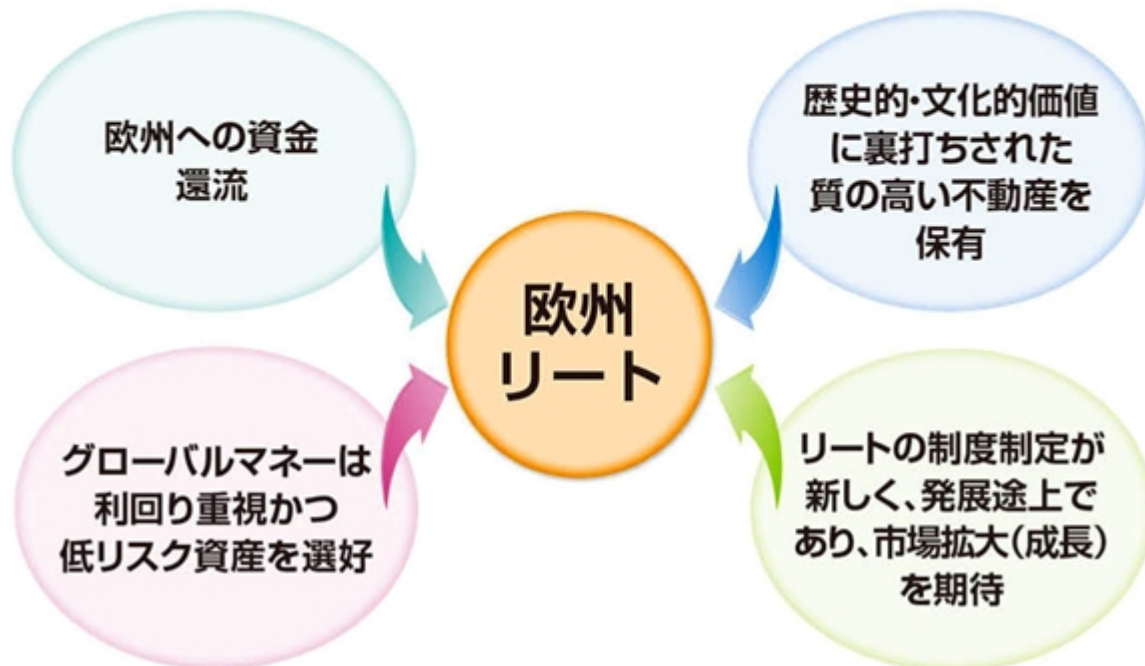 欧州への資金
還流
歴史的・文化的価値
に裏打ちされた
質の高い不動産を
保有
欧州
リート
グローバルマネーは
利回り重視かつ
低リスク資産を選好
リートの制度制定が
新しく、発展途上で
あり、市場拡大（成長）
を期待